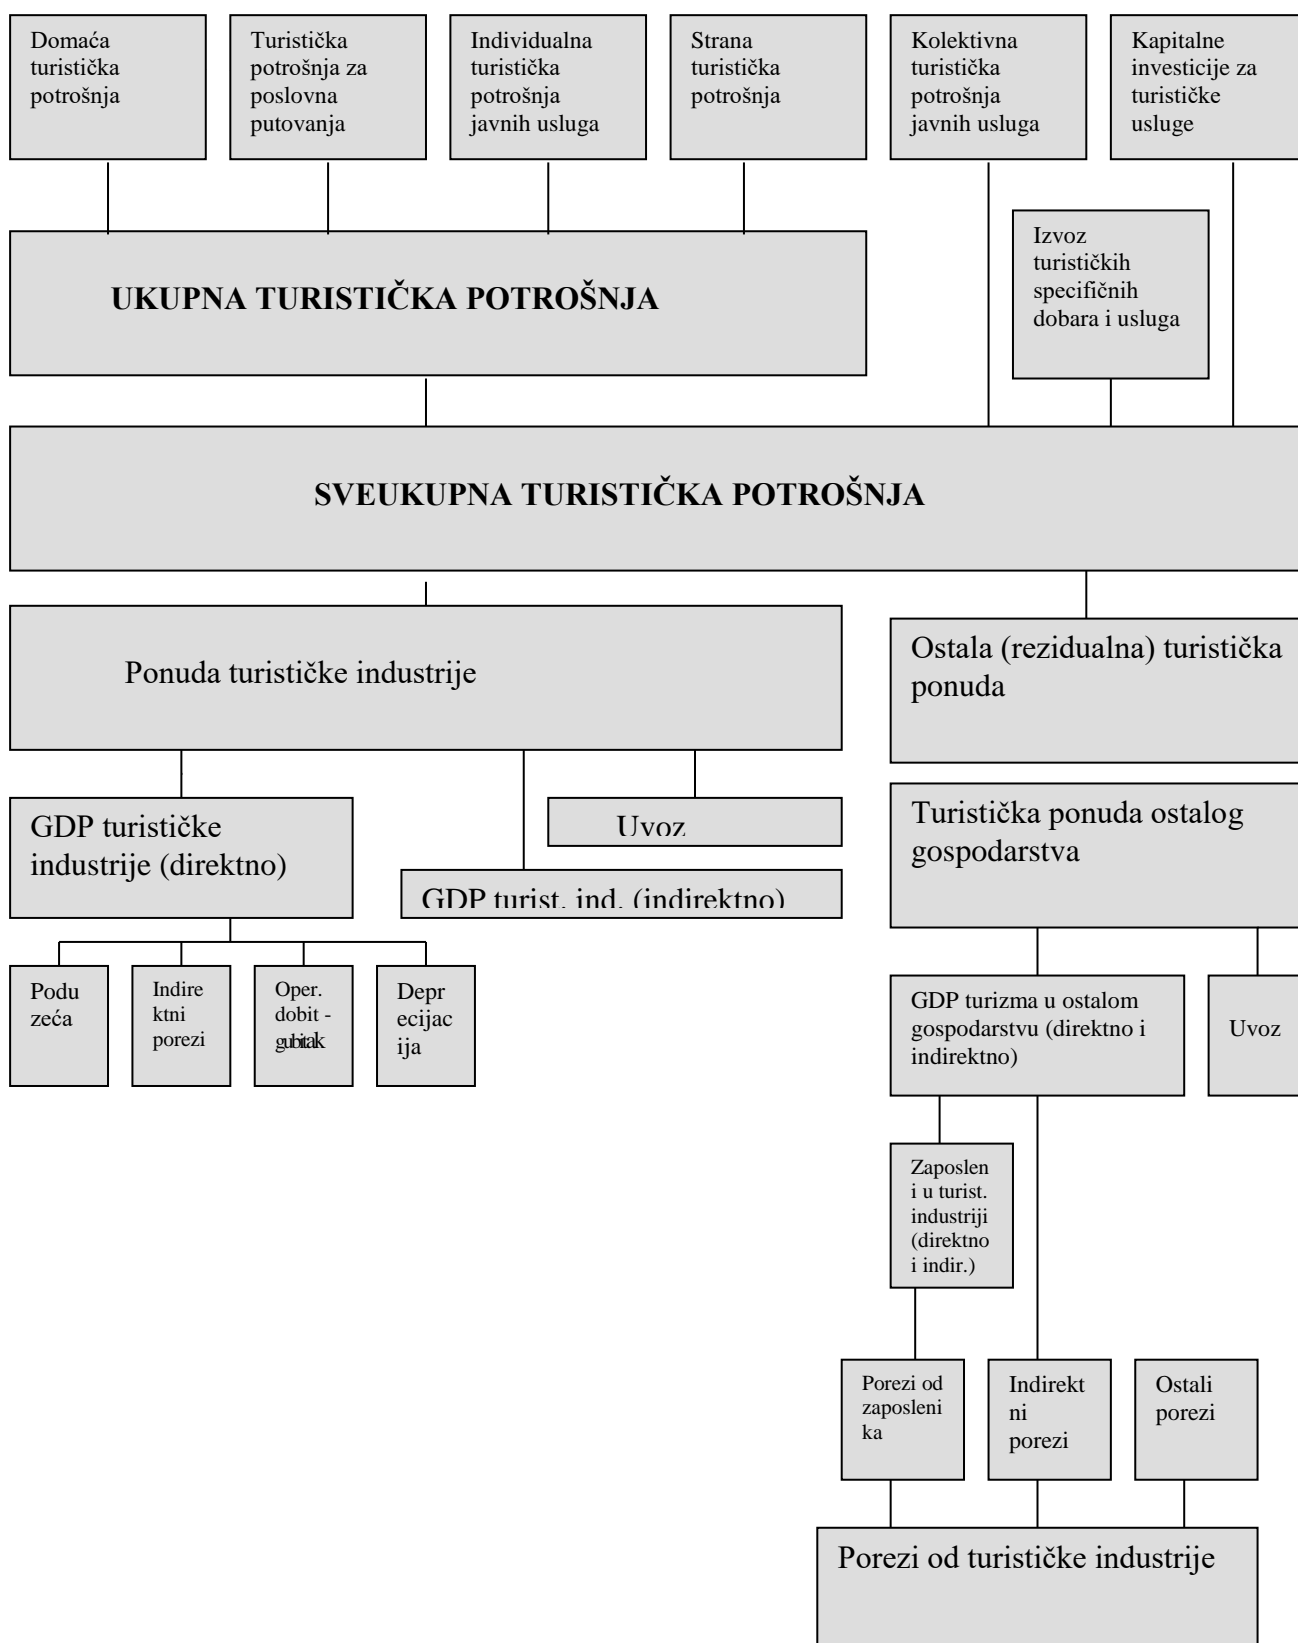 Domaća
turistička
potrošnja
Turistička
potrošnja za
poslovna
putovanja
Individualna
turistička
potrošnja
javnih usluga
Strana
turistička
potrošnja
Kolektivna
turistička
potrošnja
javnih usluga
Kapitalne
investicije za
turističke
usluge
Izvoz
turističkih
specifičnih
dobara i usluga
UKUPNA TURISTIČKA POTROŠNJA
SVEUKUPNA TURISTIČKA POTROŠNJA
Ponuda turističke industrije
Ostala (rezidualna) turistička
ponuda
GDP turističke
industrije (direktno)
Uvoz
GDP turist. ind. (indirektno)
Turistička ponuda ostalog
gospodarstva
Podu
zeća
Indire
ktni
porezi
Oper.
dobit -
gubitak
Depr
ecijac
ija
GDP turizma u ostalom
gospodarstvu (direktno i
indirektno)
Uvoz
Zaposlen
i u turist.
industriji
(direktno
i indir.)
Porezi od
zaposleni
ka
Indirekt
ni
porezi
Ostali
porezi
Porezi od turističke industrije